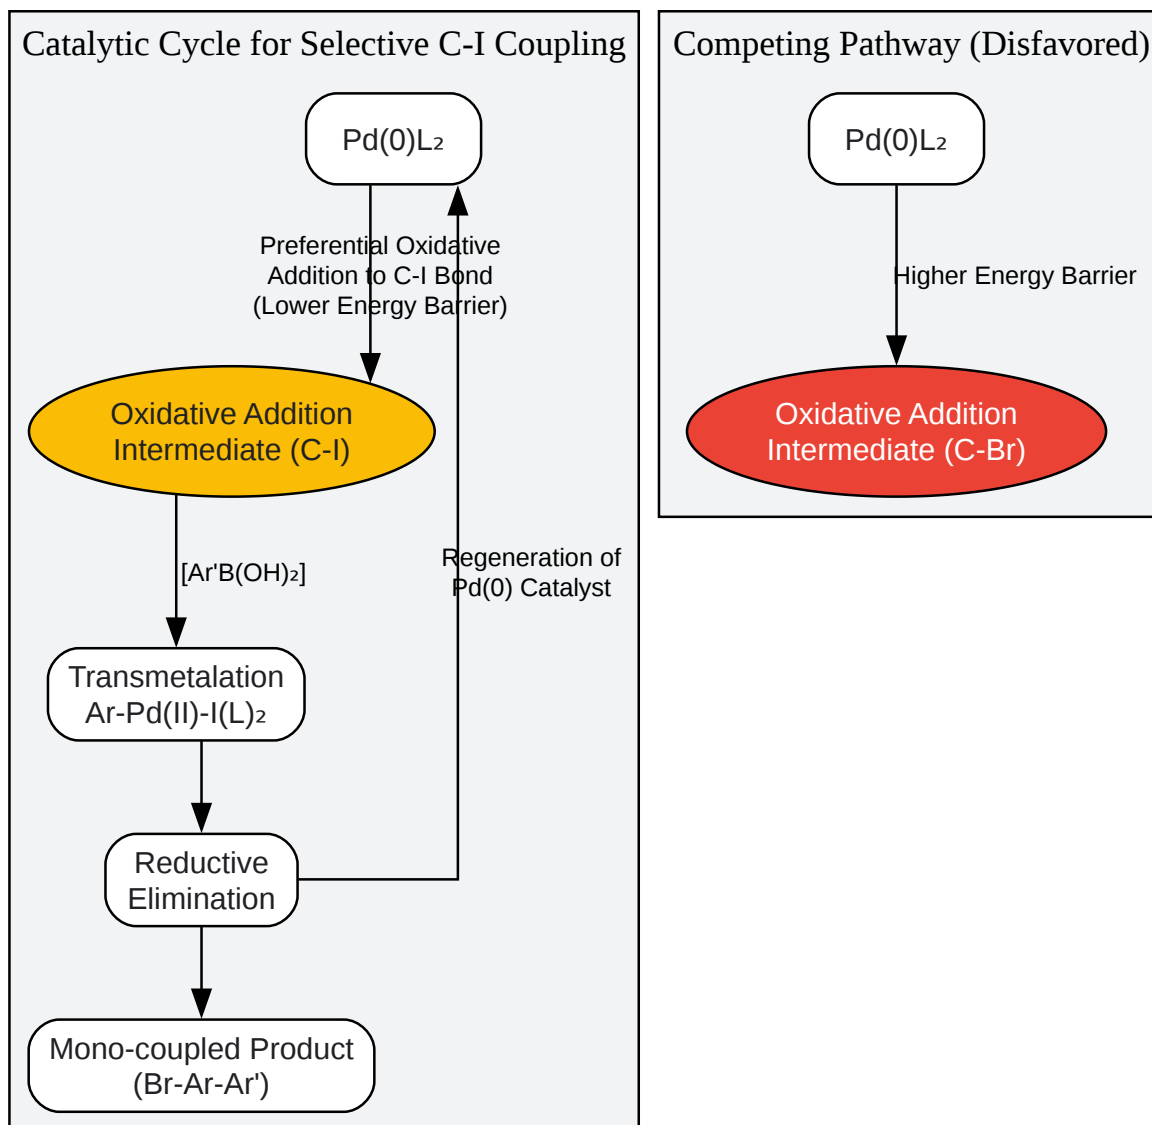 Catalytic Cycle for Selective C-I Coupling
Pd(0)L₂
Preferential Oxidative
Addition to C-I Bond
(Lower Energy Barrier)
Oxidative Addition
Intermediate (C-I)
[Ar'B(OH)₂]
Regeneration of
Pd(0) Catalyst
Transmetalation
Ar-Pd(II)-I(L)₂
Reductive
Elimination
Mono-coupled Product
(Br-Ar-Ar')
Competing Pathway (Disfavored)
Pd(0)L₂
Higher Energy Barrier
Oxidative Addition
Intermediate (C-Br)